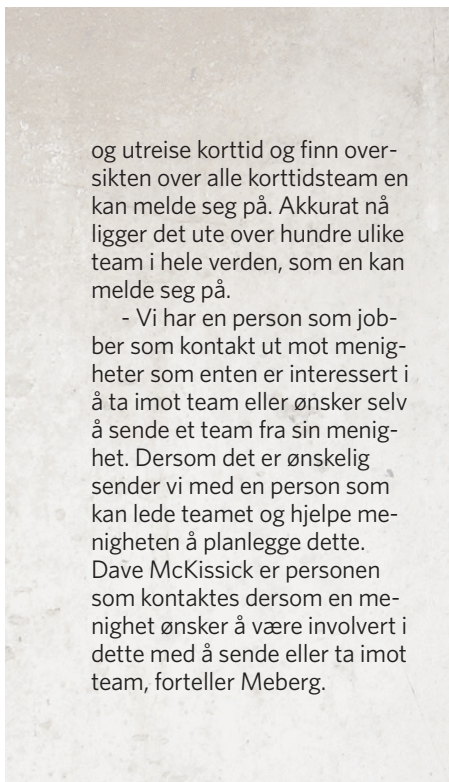 og utreise korttid og finn over-
sikten over alle korttidsteam en
kan melde seg på. Akkurat nå
ligger det ute over hundre ulike
team i hele verden, som en kan
melde seg på.
- Vi har en person som job-
ber som kontakt ut mot menig-
heter som enten er interessert i
å ta imot team eller ønsker selv
å sende et team fra sin menig-
het. Dersom det er ønskelig
sender vi med en person som
kan lede teamet og hjelpe me-
nigheten å planlegge dette.
Dave McKissick er personen
som kontaktes dersom en me-
nighet ønsker å være involvert i
dette med å sende eller ta imot
team, forteller Meberg.